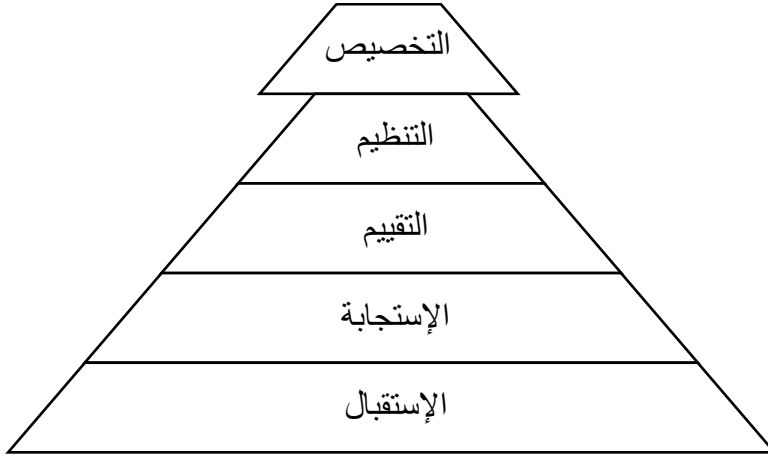 التخصيص
التنظيم
التقييم
الإستجابة
الإستقبال